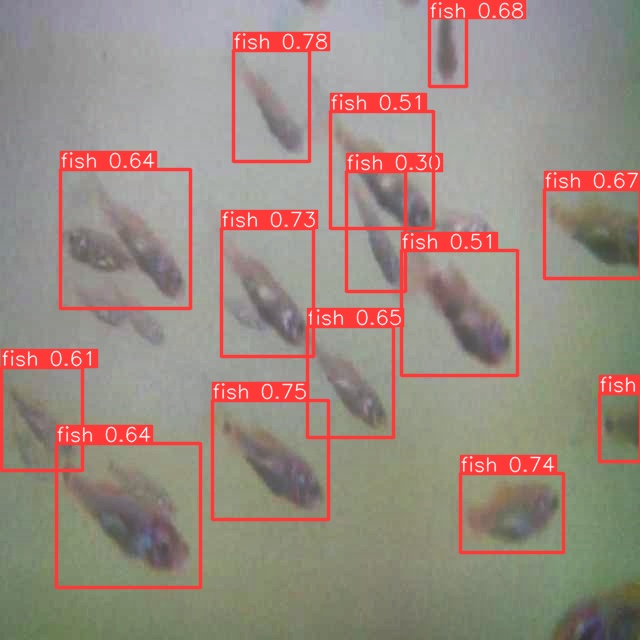 fish 0.68
fish 0.78
fish 0.51
fish 0.64
fish 0.30
fish 0.67
fish 0.73
fish 0.51
fish 0.65
fish 0.61
fish
fish 0.75
fish 0.64
fish 0.74